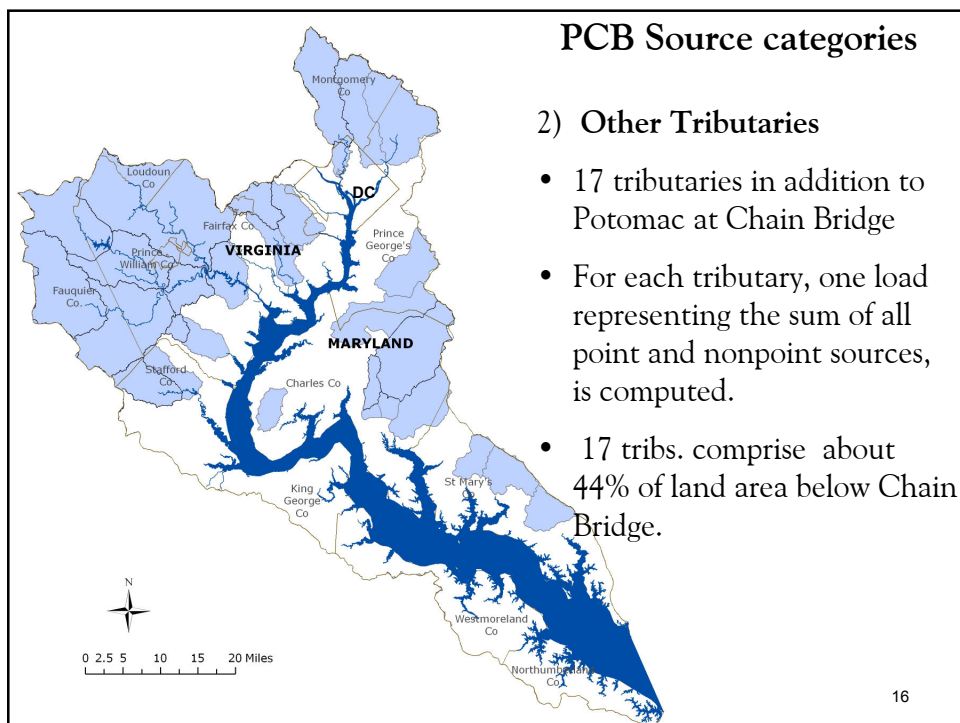 PCB Source categories
2) Other Tributaries
• 17 tributaries in addition to
Potomac at Chain Bridge
• For each tributary, one load
representing the sum of all
point and nonpoint sources,
is computed.
• 17 tribs. comprise about
44% of land area below Chain
Bridge.
Montgomery
Co
Loudoun
Co
DC
Fairfax Co.
VIRGINIA
Prince
George's
Co
Prince
William Co
Fauquier
Co.
MARYLAND
Stafford
Co
Charles Co
King
George
Co
St Mary's
Co
Westmoreland
Co
Northumberland
Co
N
0 2.5 5 10 15 20 Miles
16